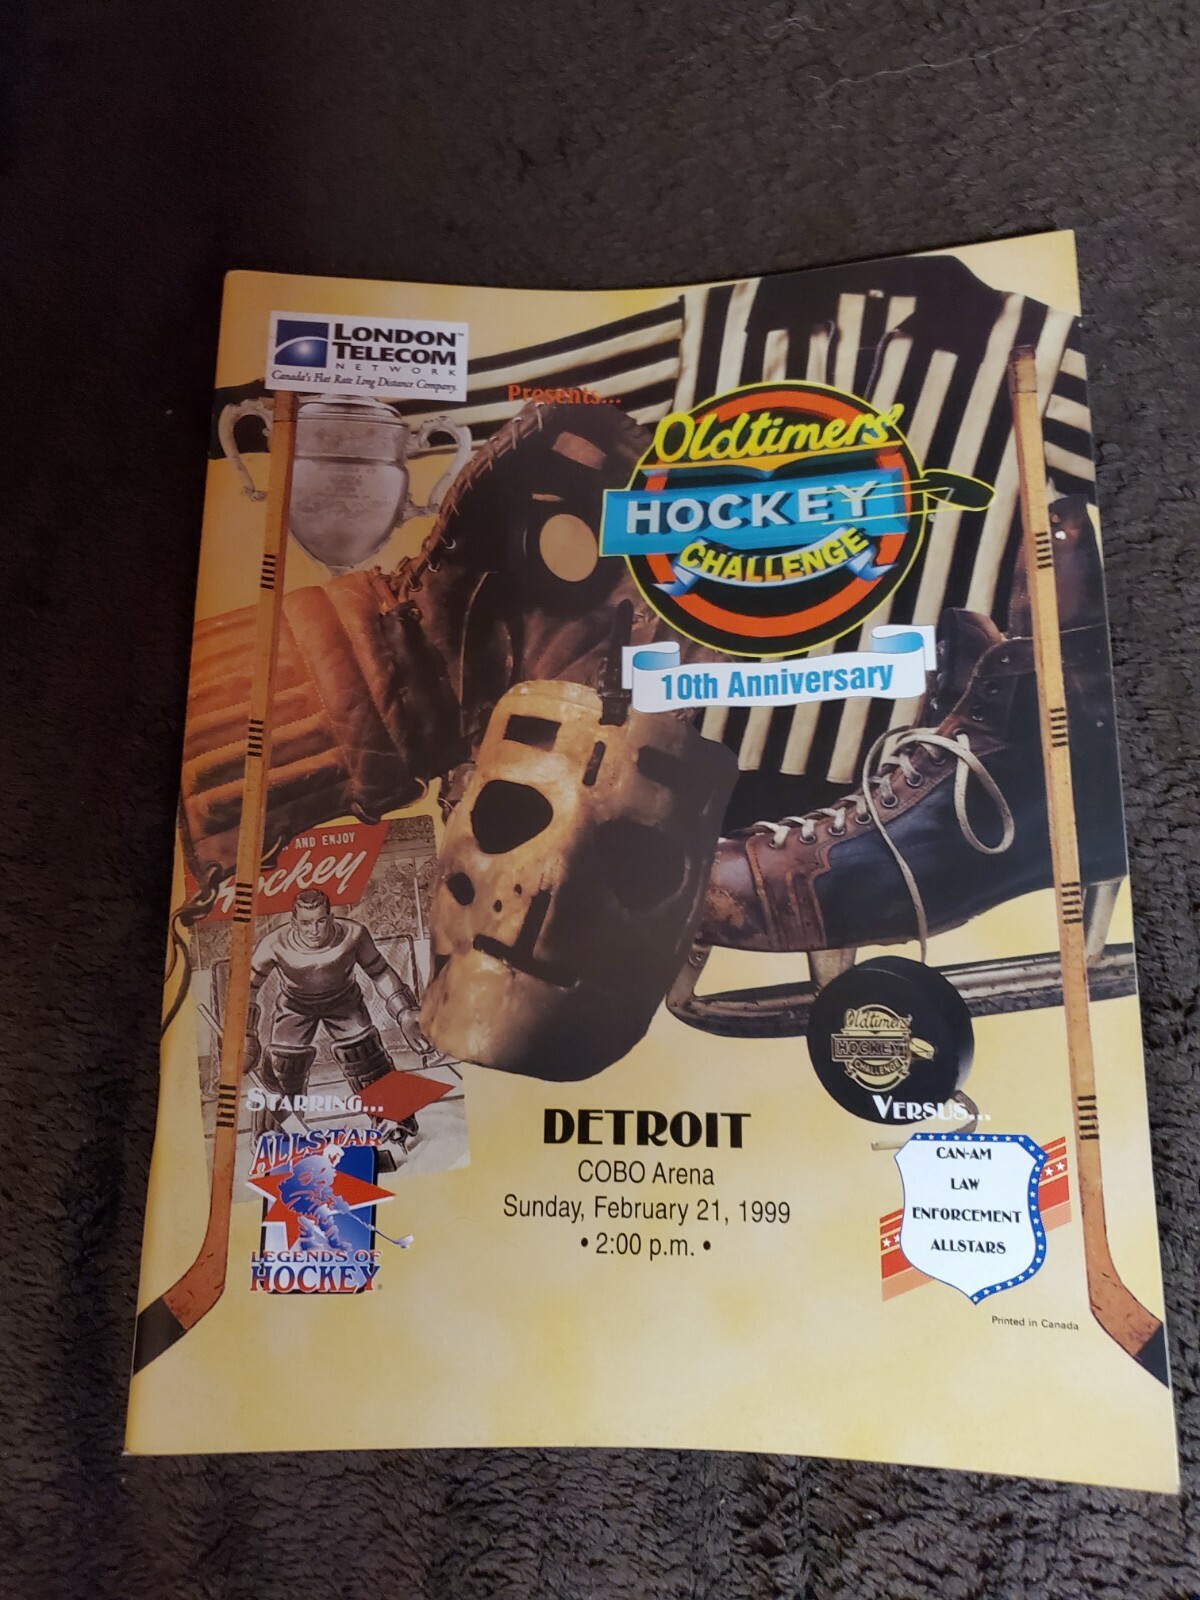 LONDON™
TELECOM
NETWORK
Canada's Flat Rate Long Distance Company.
Presents...
Oldtimers'
HOCKEY
CHALLENGE
10th Anniversary
AND ENJOY
Hockey
Oldtimers'
HOCKEY
CHALLENGE
STARRING...
ALLSTAR
LEGENDS OF
HOCKEY®
DETROIT
COBO Arena
Sunday, February 21, 1999
• 2:00 p.m. •
VERSUS...
CAN-AM
LAW
ENFORCEMENT
ALLSTARS
Printed in Canada